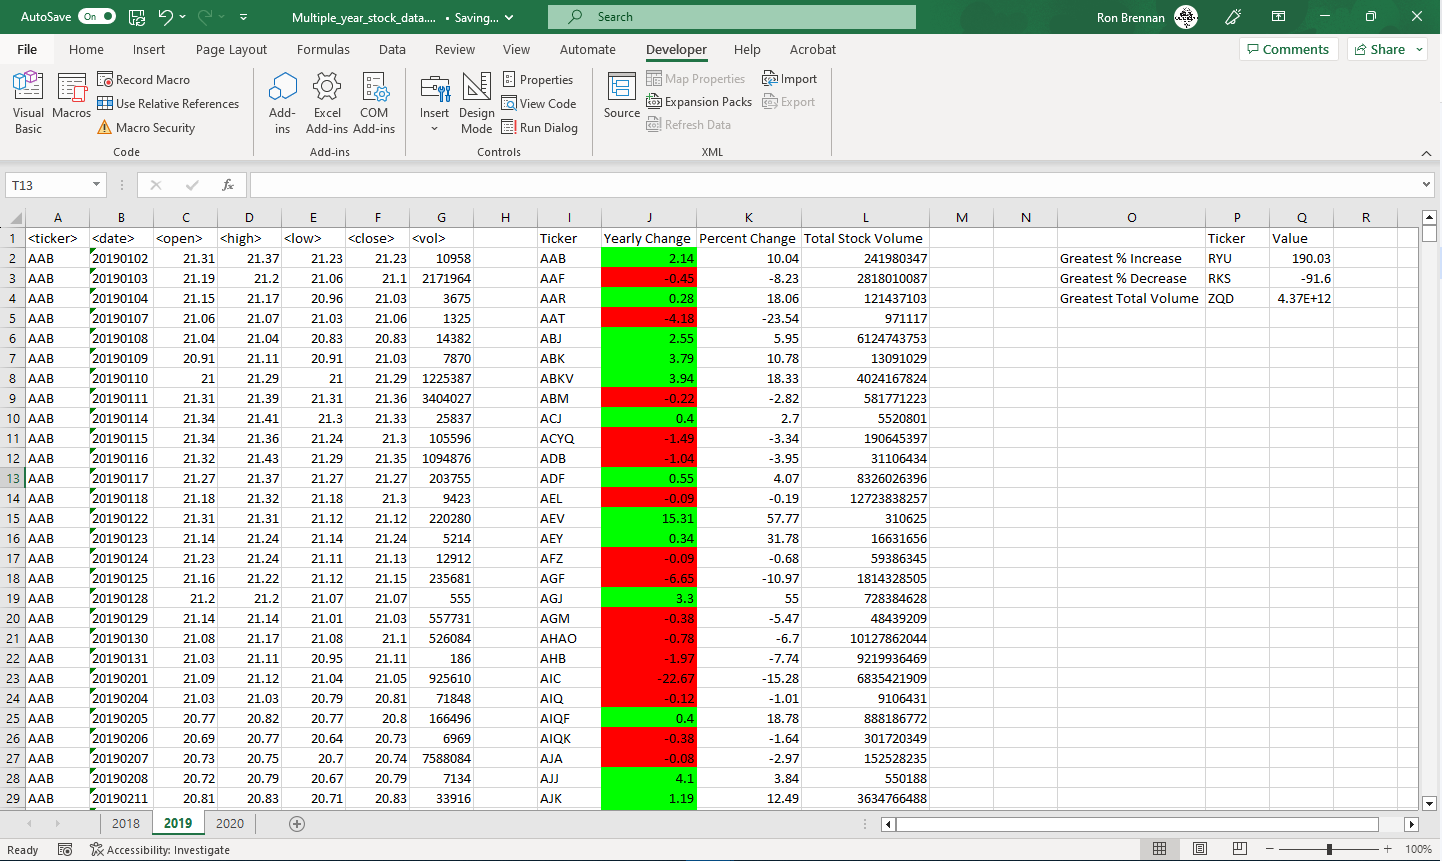 AutoSave On Multiple_year_stock_data.... • Saving... Search Ron Brennan
File Home Insert Page Layout Formulas Data Review View Automate Developer Help Acrobat Comments Share
Visual Basic
Macros
Record Macro
Use Relative References
Macro Security
Code
Add-ins
Excel Add-ins
COM Add-ins
Add-ins
Insert
Design Mode
Properties
View Code
Run Dialog
Controls
Source
Map Properties
Expansion Packs
Refresh Data
Import
Export
XML
T13 fx
A B C D E F G H I J K L M N O P Q R
1 <ticker> <date> <open> <high> <low> <close> <vol> Ticker Yearly Change Percent Change Total Stock Volume Ticker Value
2 AAB 20190102 21.31 21.37 21.23 21.23 10958 AAB 2.14 10.04 241980347 Greatest % Increase RYU 190.03
3 AAB 20190103 21.19 21.2 21.06 21.1 2171964 AAF -0.45 -8.23 2818010087 Greatest % Decrease RKS -91.6
4 AAB 20190104 21.15 21.17 20.96 21.03 3675 AAR 0.28 18.06 121437103 Greatest Total Volume ZQD 4.37E+12
5 AAB 20190107 21.06 21.07 21.03 21.06 1325 AAT -4.18 -23.54 971117
6 AAB 20190108 21.04 21.04 20.83 20.83 14382 ABJ 2.55 5.95 6124743753
7 AAB 20190109 20.91 21.11 20.91 21.03 7870 ABK 3.79 10.78 13091029
8 AAB 20190110 21 21.29 21 21.29 1225387 ABKV 3.94 18.33 4024167824
9 AAB 20190111 21.31 21.39 21.31 21.36 3404027 ABM -0.22 -2.82 581771223
10 AAB 20190114 21.34 21.41 21.3 21.33 25837 ACJ 0.4 2.7 5520801
11 AAB 20190115 21.34 21.36 21.24 21.3 105596 ACYQ -1.49 -3.34 190645397
12 AAB 20190116 21.32 21.43 21.29 21.35 1094876 ADB -1.04 -3.95 31106434
13 AAB 20190117 21.27 21.37 21.27 21.27 203755 ADF 0.55 4.07 8326026396
14 AAB 20190118 21.18 21.32 21.18 21.3 9423 AEL -0.09 -0.19 12723838257
15 AAB 20190122 21.31 21.31 21.12 21.12 220280 AEV 15.31 57.77 310625
16 AAB 20190123 21.14 21.24 21.14 21.24 5214 AEY 0.34 31.78 16631656
17 AAB 20190124 21.23 21.24 21.11 21.13 12912 AFZ -0.09 -0.68 59386345
18 AAB 20190125 21.16 21.22 21.12 21.15 235681 AGF -6.65 -10.97 1814328505
19 AAB 20190128 21.2 21.2 21.07 21.07 555 AGJ 3.3 55 728384628
20 AAB 20190129 21.14 21.14 21.01 21.03 557731 AGM -0.38 -5.47 48439209
21 AAB 20190130 21.08 21.17 21.08 21.1 526084 AHAO -0.78 -6.7 10127862044
22 AAB 20190131 21.03 21.11 20.95 21.11 186 AHB -1.97 -7.74 9219936469
23 AAB 20190201 21.09 21.12 21.04 21.05 925610 AIC -22.67 -15.28 6835421909
24 AAB 20190204 21.03 21.03 20.79 20.81 71848 AIQ -0.12 -1.01 9106431
25 AAB 20190205 20.77 20.82 20.77 20.8 166496 AIQF 0.4 18.78 888186772
26 AAB 20190206 20.69 20.77 20.64 20.73 6969 AIQK -0.38 -1.64 301720349
27 AAB 20190207 20.73 20.75 20.7 20.74 7588084 AJA -0.08 -2.97 152528235
28 AAB 20190208 20.72 20.79 20.67 20.79 7134 AJJ 4.1 3.84 550188
29 AAB 20190211 20.81 20.83 20.71 20.83 33916 AJK 1.19 12.49 3634766488
2018 2019 2020
Ready Accessibility: Investigate 100%